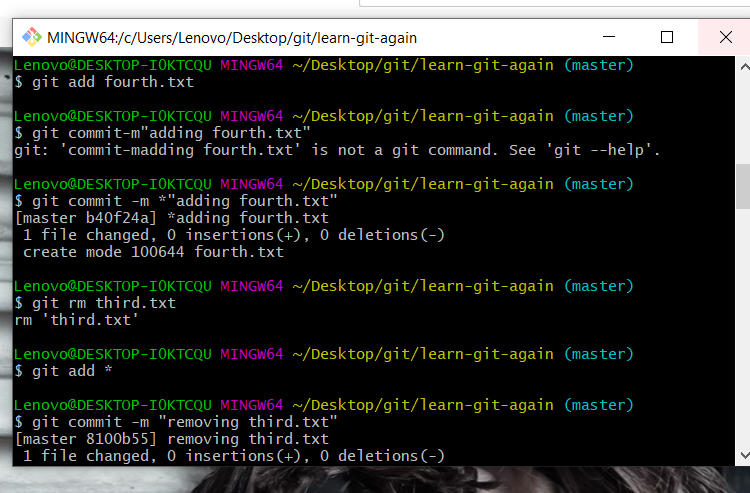 MINGW64:/c/Users/Lenovo/Desktop/git/learn-git-again
Lenovo@DESKTOP-I0KTCQU MINGW64 ~/Desktop/git/learn-git-again (master)
$ git add fourth.txt
Lenovo@DESKTOP-I0KTCQU MINGW64 ~/Desktop/git/learn-git-again (master)
$ git commit-m"adding fourth.txt"
git: 'commit-madding fourth.txt' is not a git command. See 'git --help'.
Lenovo@DESKTOP-I0KTCQU MINGW64 ~/Desktop/git/learn-git-again (master)
$ git commit -m *"adding fourth.txt"
[master b40f24a] *adding fourth.txt
 1 file changed, 0 insertions(+), 0 deletions(-)
 create mode 100644 fourth.txt
Lenovo@DESKTOP-I0KTCQU MINGW64 ~/Desktop/git/learn-git-again (master)
$ git rm third.txt
rm 'third.txt'
Lenovo@DESKTOP-I0KTCQU MINGW64 ~/Desktop/git/learn-git-again (master)
$ git add *
Lenovo@DESKTOP-I0KTCQU MINGW64 ~/Desktop/git/learn-git-again (master)
$ git commit -m "removing third.txt"
[master 8100b55] removing third.txt
 1 file changed, 0 insertions(+), 0 deletions(-)